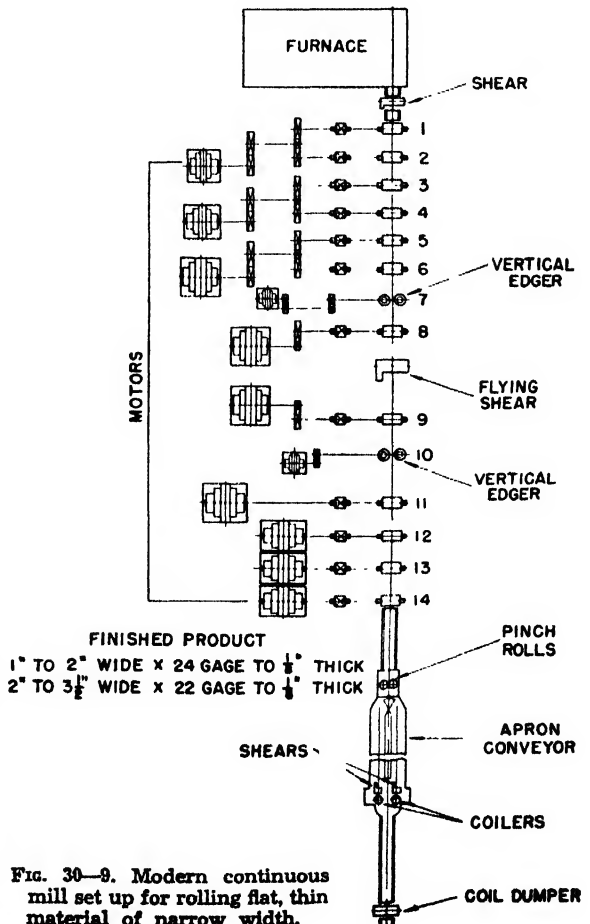 FURNACE
SHEAR
1
2
3
4
5
6
VERTICAL
EDGER
7
8
MOTORS
FLYING
SHEAR
9
10
VERTICAL
EDGER
11
12
13
14
FINISHED PRODUCT
1" TO 2" WIDE X 24 GAGE TO 1/8" THICK
2" TO 3 1/2" WIDE X 22 GAGE TO 1/8" THICK
PINCH
ROLLS
APRON
CONVEYOR
SHEARS
COILERS
FIG. 30—9. Modern continuous
mill set up for rolling flat, thin
material of narrow width.
COIL DUMPER